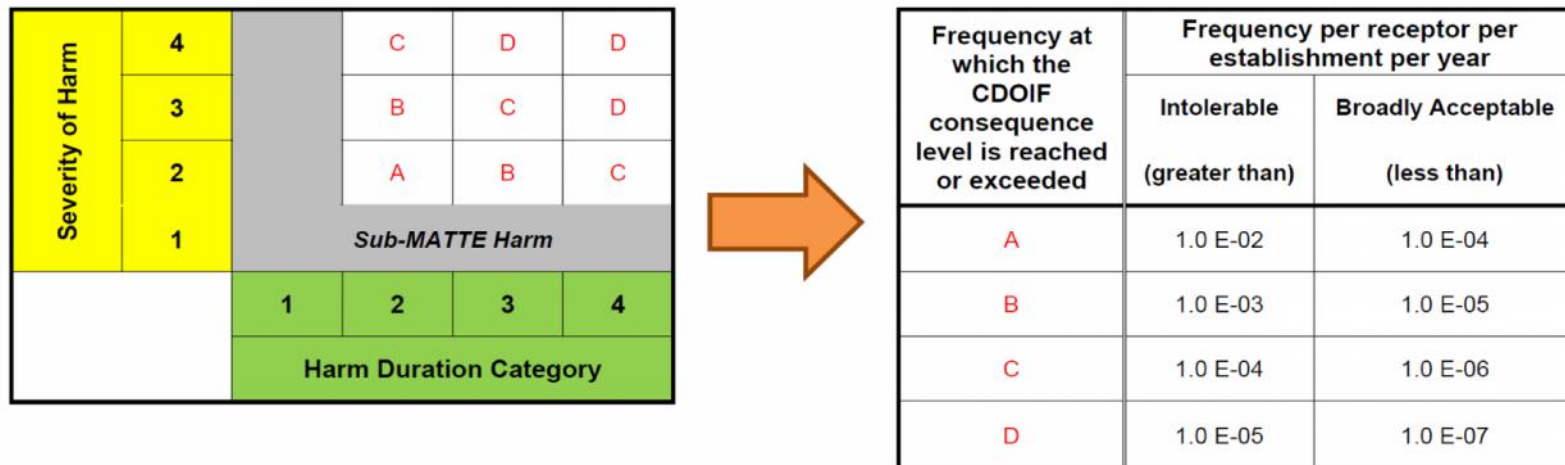 Severity of Harm
4 C D D
3 B C D
2 A B C
1 Sub-MATTE Harm
1 2 3 4
Harm Duration Category
Frequency at
which the
CDOIF
consequence
level is reached
or exceeded
Frequency per receptor per
establishment per year
Intolerable
(greater than)
Broadly Acceptable
(less than)
A 1.0 E-02 1.0 E-04
B 1.0 E-03 1.0 E-05
C 1.0 E-04 1.0 E-06
D 1.0 E-05 1.0 E-07